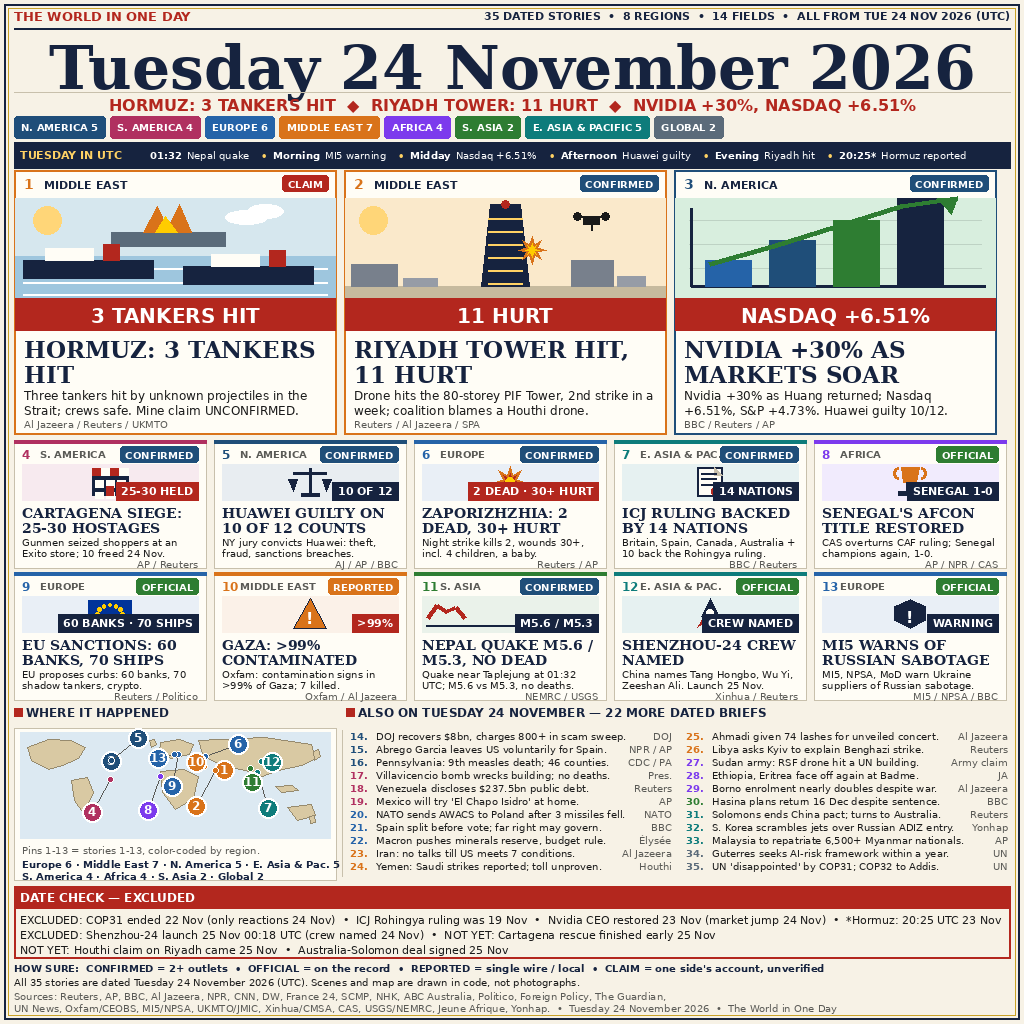 THE WORLD IN ONE DAY
35 DATED STORIES • 8 REGIONS • 14 FIELDS • ALL FROM TUE 24 NOV 2026 (UTC)
Tuesday 24 November 2026
HORMUZ: 3 TANKERS HIT ◆ RIYADH TOWER: 11 HURT ◆ NVIDIA +30%, NASDAQ +6.51%
N. AMERICA 5 S. AMERICA 4 EUROPE 6 MIDDLE EAST 7 AFRICA 4 S. ASIA 2 E. ASIA & PACIFIC 5 GLOBAL 2
TUESDAY IN UTC 01:32 Nepal quake • Morning MI5 warning • Midday Nasdaq +6.51% • Afternoon Huawei guilty • Evening Riyadh hit • 20:25* Hormuz reported
1 MIDDLE EAST CLAIM
3 TANKERS HIT
HORMUZ: 3 TANKERS
HIT
Three tankers hit by unknown projectiles in the
Strait; crews safe. Mine claim UNCONFIRMED.
Al Jazeera / Reuters / UKMTO
2 MIDDLE EAST CONFIRMED
11 HURT
RIYADH TOWER HIT,
11 HURT
Drone hits the 80-storey PIF Tower, 2nd strike in a
week; coalition blames a Houthi drone.
Reuters / Al Jazeera / SPA
3 N. AMERICA CONFIRMED
NASDAQ +6.51%
NVIDIA +30% AS
MARKETS SOAR
Nvidia +30% as Huang returned; Nasdaq
+6.51%, S&P +4.73%. Huawei guilty 10/12.
BBC / Reuters / AP
4 S. AMERICA CONFIRMED
25-30 HELD
CARTAGENA SIEGE:
25-30 HOSTAGES
Gunmen seized shoppers at an
Exito store; 10 freed 24 Nov.
AP / Reuters
5 N. AMERICA CONFIRMED
10 OF 12
HUAWEI GUILTY ON
10 OF 12 COUNTS
NY jury convicts Huawei: theft,
fraud, sanctions breaches.
AJ / AP / BBC
6 EUROPE CONFIRMED
2 DEAD · 30+ HURT
ZAPORIZHZHIA: 2
DEAD, 30+ HURT
Night strike kills 2, wounds 30+,
incl. 4 children, a baby.
Reuters / AP
7 E. ASIA & PAC. CONFIRMED
14 NATIONS
ICJ RULING BACKED
BY 14 NATIONS
Britain, Spain, Canada, Australia +
10 back the Rohingya ruling.
BBC / Reuters
8 AFRICA OFFICIAL
SENEGAL 1-0
SENEGAL'S AFCON
TITLE RESTORED
CAS overturns CAF ruling; Senegal
champions again, 1-0.
AP / NPR / CAS
9 EUROPE OFFICIAL
60 BANKS · 70 SHIPS
EU SANCTIONS: 60
BANKS, 70 SHIPS
EU proposes curbs: 60 banks, 70
shadow tankers, crypto.
Reuters / Politico
10 MIDDLE EAST REPORTED
!
>99%
GAZA: >99%
CONTAMINATED
Oxfam: contamination signs in
>99% of Gaza; 7 killed.
Oxfam / Al Jazeera
11 S. ASIA CONFIRMED
M5.6 / M5.3
NEPAL QUAKE M5.6 /
M5.3, NO DEAD
Quake near Taplejung at 01:32
UTC; M5.6 vs M5.3, no deaths.
NEMRC / USGS
12 E. ASIA & PAC. OFFICIAL
CREW NAMED
SHENZHOU-24 CREW
NAMED
China names Tang Hongbo, Wu Yi,
Zeeshan Ali. Launch 25 Nov.
Xinhua / Reuters
13 EUROPE OFFICIAL
!
WARNING
MI5 WARNS OF
RUSSIAN SABOTAGE
MI5, NPSA, MoD warn Ukraine
suppliers of Russian sabotage.
MI5 / NPSA / BBC
WHERE IT HAPPENED
5
6
13
10
12
1
11
9
4
8
2
7
Pins 1-13 = stories 1-13, color-coded by region.
Europe 6 · Middle East 7 · N. America 5 · E. Asia & Pac. 5
S. America 4 · Africa 4 · S. Asia 2 · Global 2
ALSO ON TUESDAY 24 NOVEMBER — 22 MORE DATED BRIEFS
14. DOJ recovers $8bn, charges 800+ in scam sweep. DOJ
15. Abrego Garcia leaves US voluntarily for Spain. NPR / AP
16. Pennsylvania: 9th measles death; 46 counties. CDC / PA
17. Villavicencio bomb wrecks building; no deaths. Pres.
18. Venezuela discloses $237.5bn public debt. Reuters
19. Mexico will try 'El Chapo Isidro' at home. AP
20. NATO sends AWACS to Poland after 3 missiles fell. NATO
21. Spain split before vote; far right may govern. BBC
22. Macron pushes minerals reserve, budget rule. Élysée
23. Iran: no talks till US meets 7 conditions. Al Jazeera
24. Yemen: Saudi strikes reported; toll unproven. Houthi
25. Ahmadi given 74 lashes for unveiled concert. Al Jazeera
26. Libya asks Kyiv to explain Benghazi strike. Reuters
27. Sudan army: RSF drone hit a UN building. Army claim
28. Ethiopia, Eritrea face off again at Badme. JA
29. Borno enrolment nearly doubles despite war. Al Jazeera
30. Hasina plans return 16 Dec despite sentence. BBC
31. Solomons ends China pact; turns to Australia. Reuters
32. S. Korea scrambles jets over Russian ADIZ entry. Yonhap
33. Malaysia to repatriate 6,500+ Myanmar nationals. AP
34. Guterres seeks AI-risk framework within a year. UN
35. UN 'disappointed' by COP31; COP32 to Addis. UN
DATE CHECK — EXCLUDED
EXCLUDED: COP31 ended 22 Nov (only reactions 24 Nov) • ICJ Rohingya ruling was 19 Nov • Nvidia CEO restored 23 Nov (market jump 24 Nov) • *Hormuz: 20:25 UTC 23 Nov
EXCLUDED: Shenzhou-24 launch 25 Nov 00:18 UTC (crew named 24 Nov) • NOT YET: Cartagena rescue finished early 25 Nov
NOT YET: Houthi claim on Riyadh came 25 Nov • Australia-Solomon deal signed 25 Nov
HOW SURE: CONFIRMED = 2+ outlets • OFFICIAL = on the record • REPORTED = single wire / local • CLAIM = one side's account, unverified
All 35 stories are dated Tuesday 24 November 2026 (UTC). Scenes and map are drawn in code, not photographs.
Sources: Reuters, AP, BBC, Al Jazeera, NPR, CNN, DW, France 24, SCMP, NHK, ABC Australia, Politico, Foreign Policy, The Guardian,
UN News, Oxfam/CEOBS, MI5/NPSA, UKMTO/JMIC, Xinhua/CMSA, CAS, USGS/NEMRC, Jeune Afrique, Yonhap. • Tuesday 24 November 2026 • The World in One Day